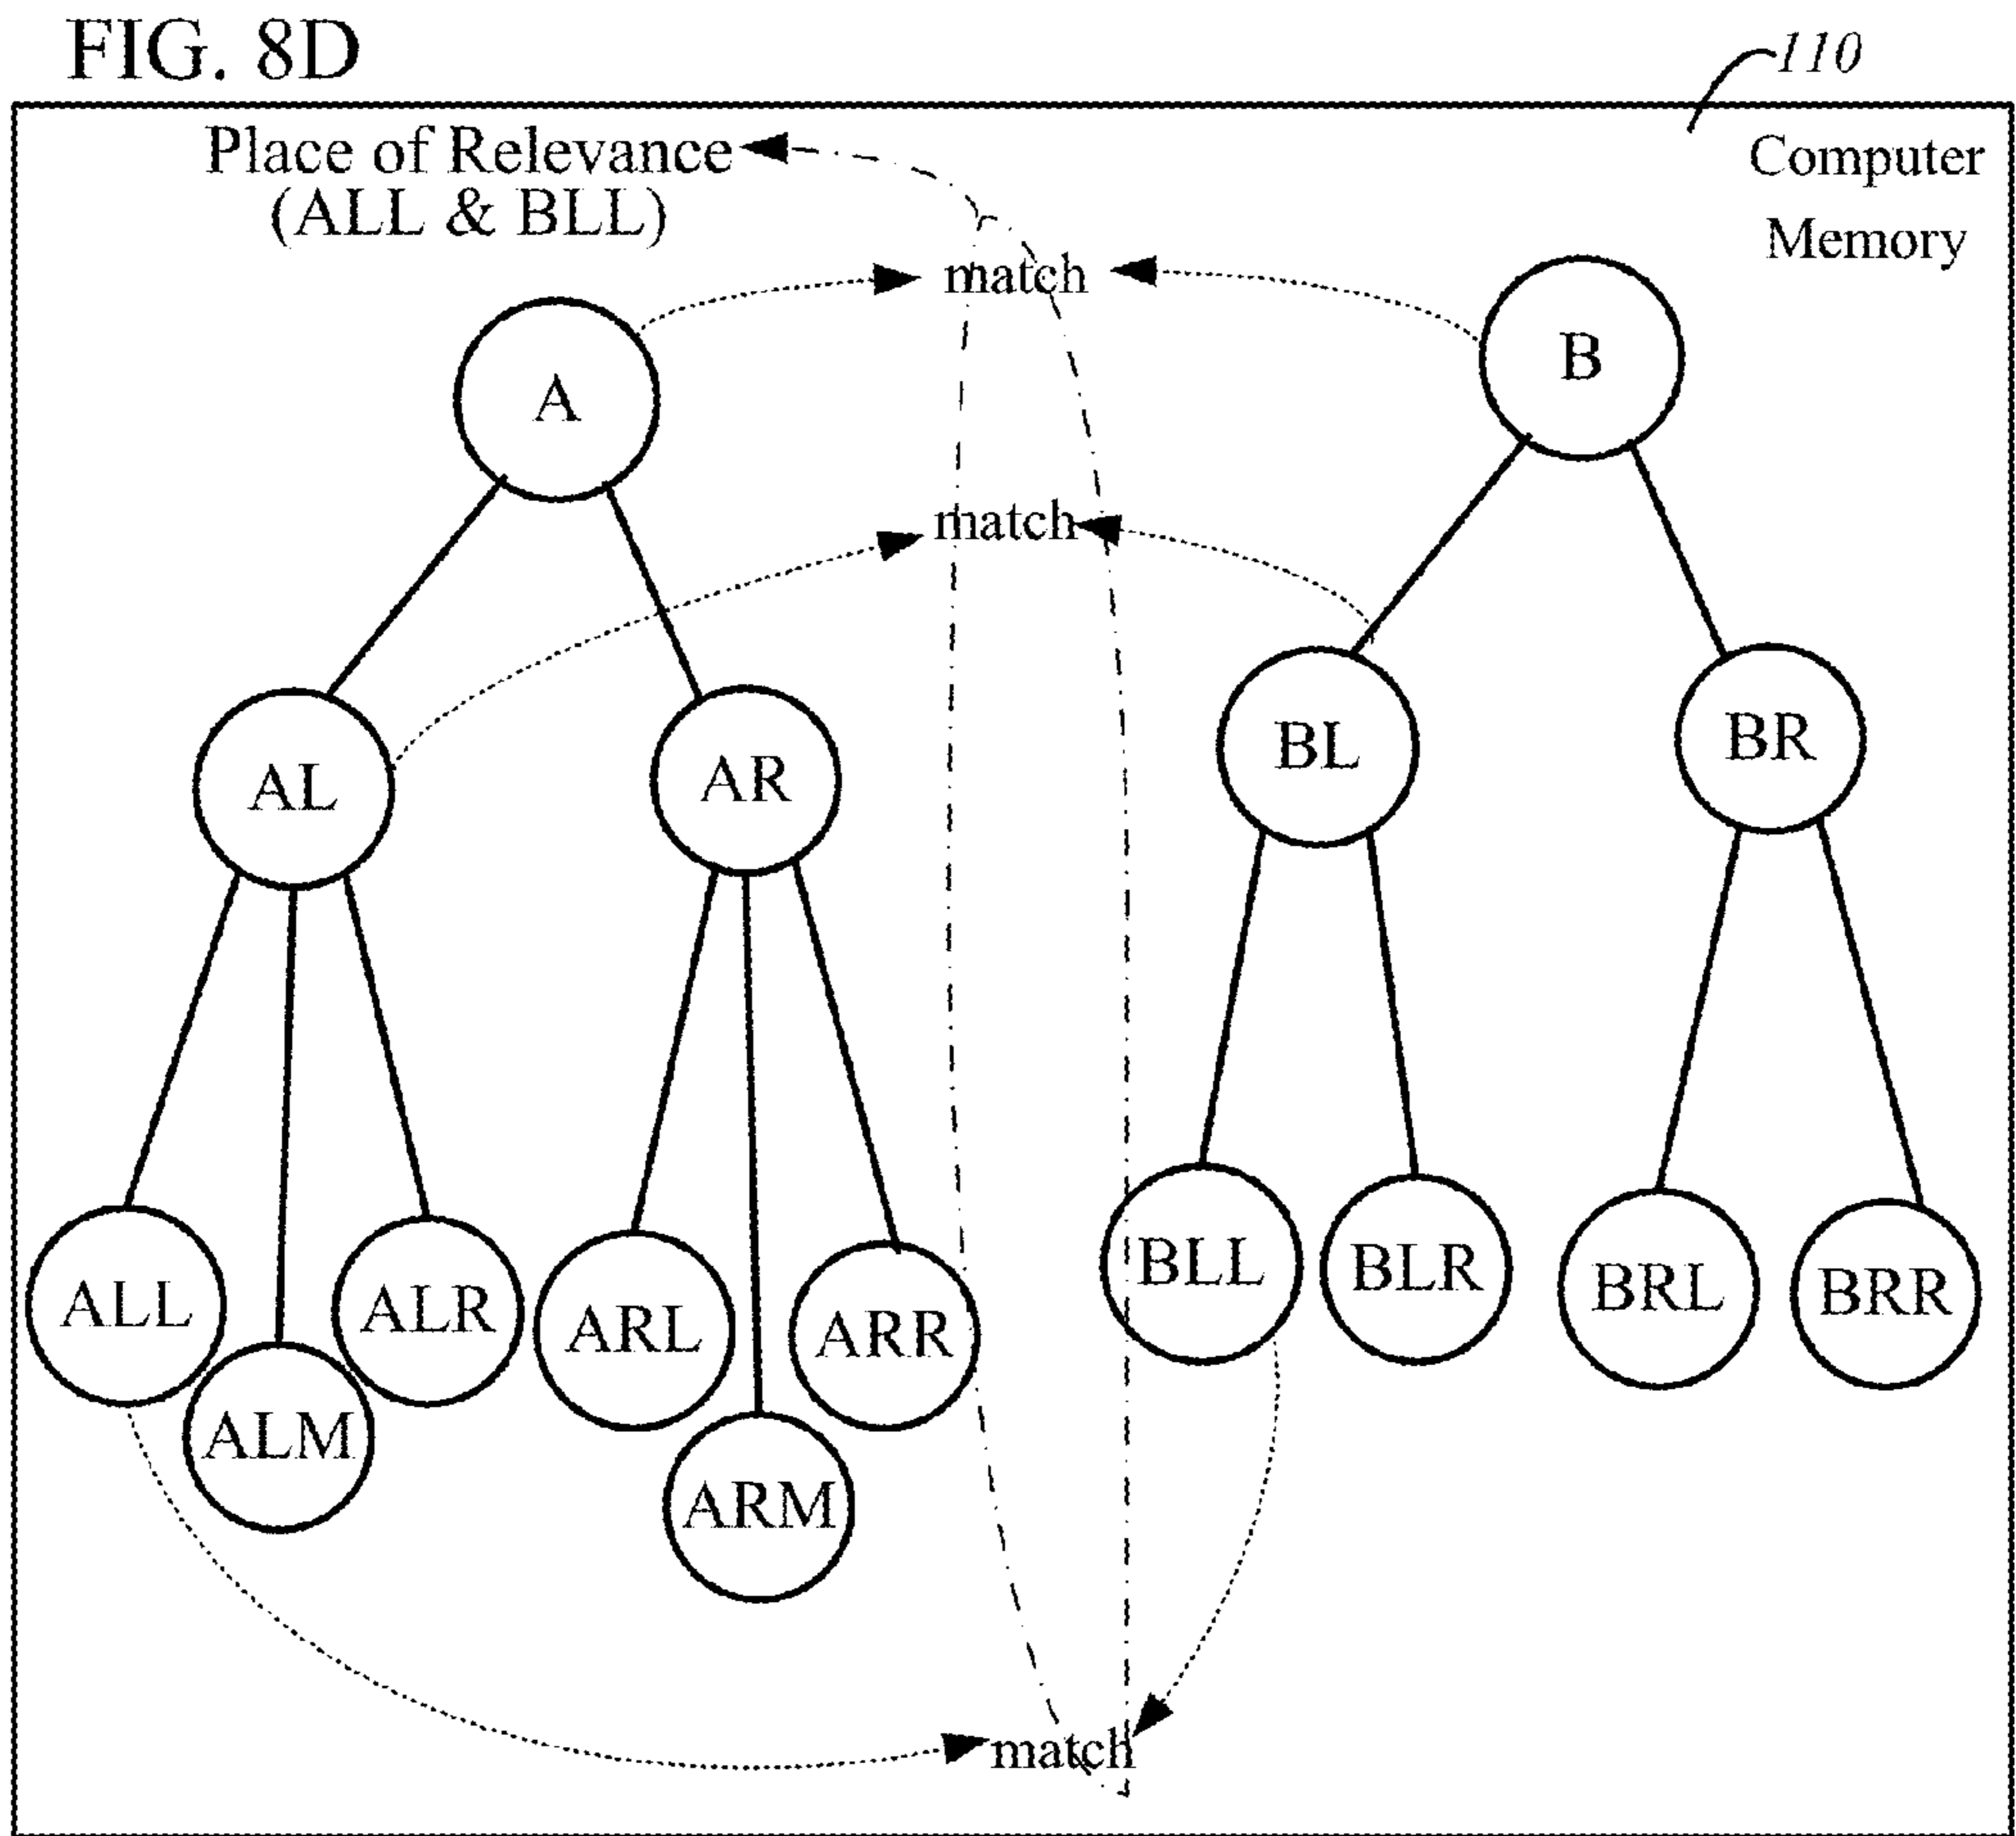 FIG. 8D
110
Place of Relevance
(ALL & BLL)
Computer
Memory
match
A
B
match
AL
AR
BL
BR
ALL
ALM
ALR
ARL
ARM
ARR
BLL
BLR
BRL
BRR
match